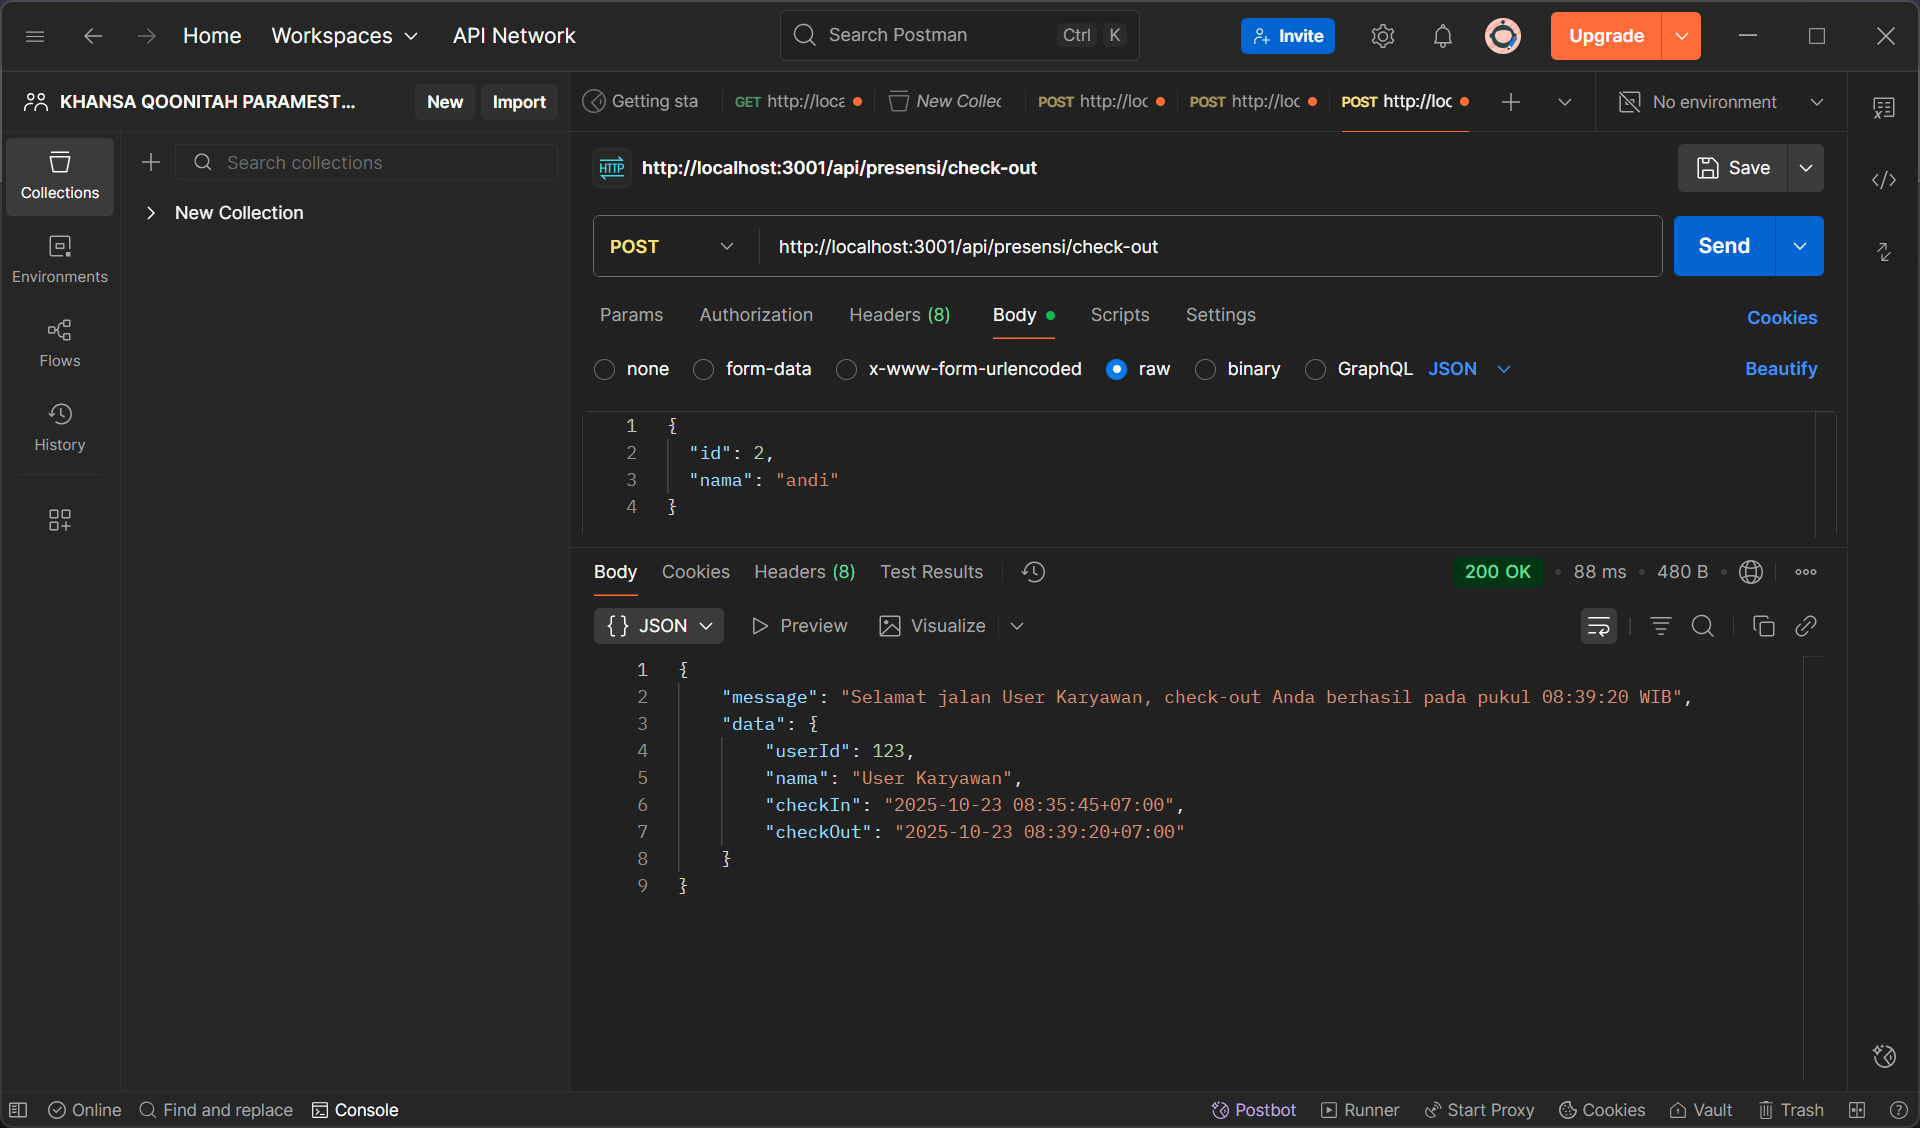 Home
Workspaces
API Network
Search Postman
Ctrl K
Invite
Upgrade
KHANSA QOONITAH PARAMEST...
New
Import
Getting sta
GET http://loca
New Collec
POST http://loc
POST http://loc
POST http://loc
No environment
Collections
Environments
Flows
History
Search collections
New Collection
HTTP
http://localhost:3001/api/presensi/check-out
Save
POST
http://localhost:3001/api/presensi/check-out
Send
Params
Authorization
Headers (8)
Body
Scripts
Settings
Cookies
none
form-data
x-www-form-urlencoded
raw
binary
GraphQL
JSON
Beautify
1 {
2 "id": 2,
3 "nama": "andi"
4 }
Body
Cookies
Headers (8)
Test Results
200 OK
88 ms
480 B
{} JSON
Preview
Visualize
1 {
2 "message": "Selamat jalan User Karyawan, check-out Anda berhasil pada pukul 08:39:20 WIB",
3 "data": {
4 "userId": 123,
5 "nama": "User Karyawan",
6 "checkIn": "2025-10-23 08:35:45+07:00",
7 "checkOut": "2025-10-23 08:39:20+07:00"
8 }
9 }
Online
Find and replace
Console
Postbot
Runner
Start Proxy
Cookies
Vault
Trash